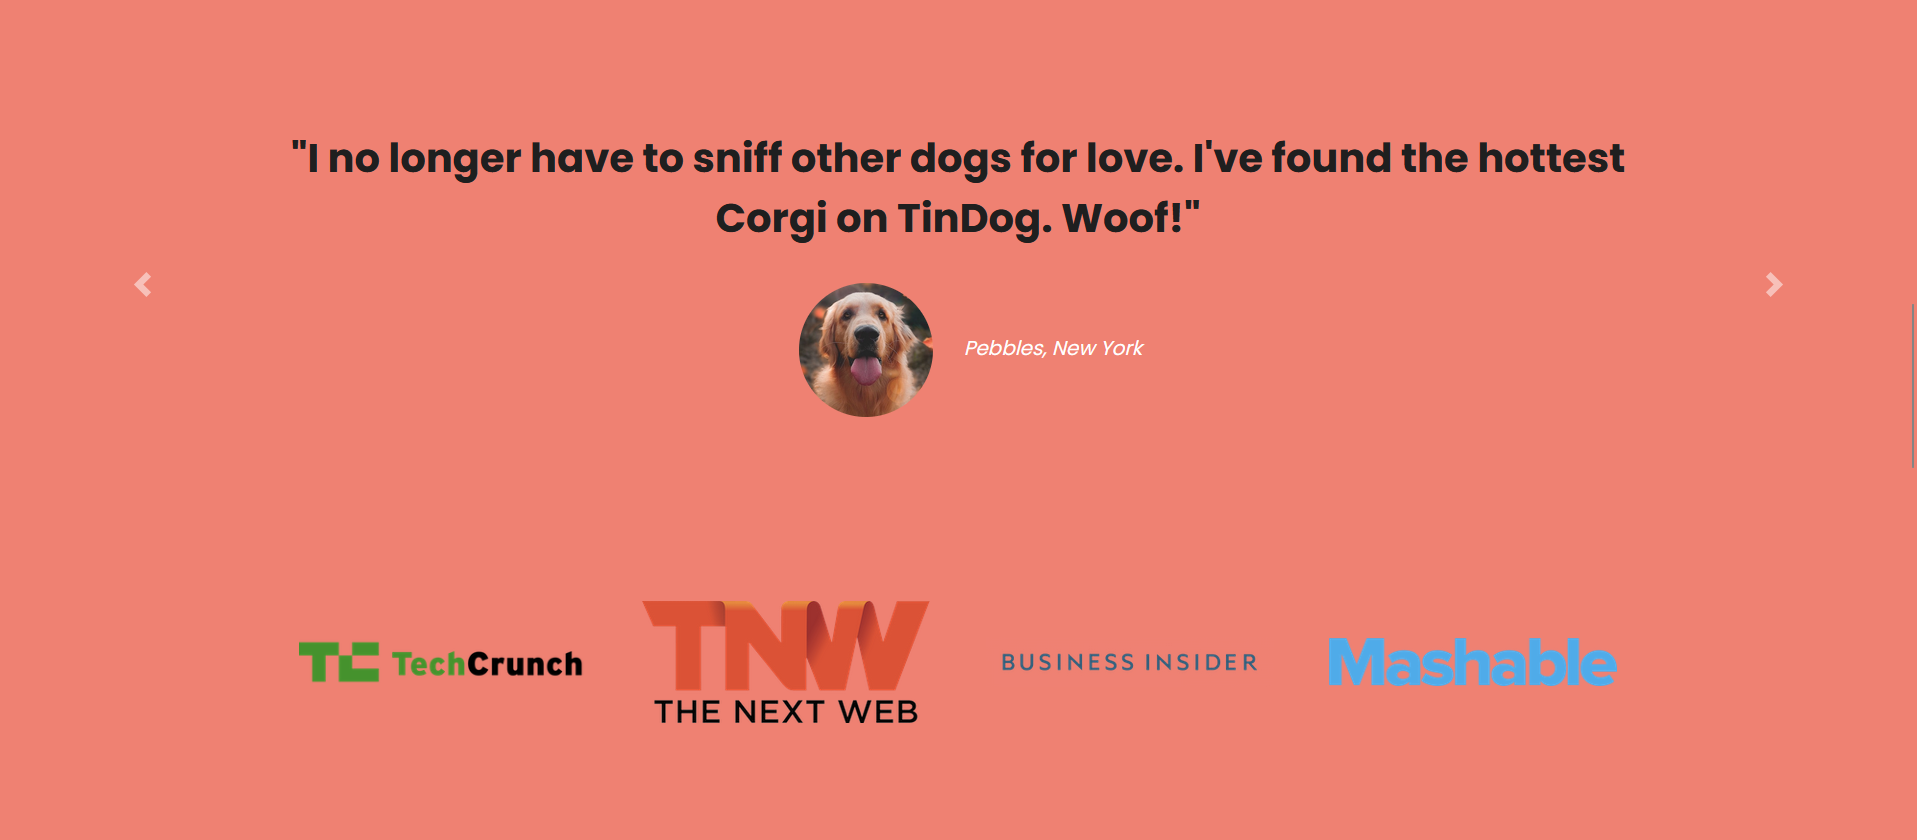 "I no longer have to sniff other dogs for love. I've found the hottest
Corgi on TinDog. Woof!"
Pebbles, New York
TC TechCrunch
TNW
THE NEXT WEB
BUSINESS INSIDER
Mashable